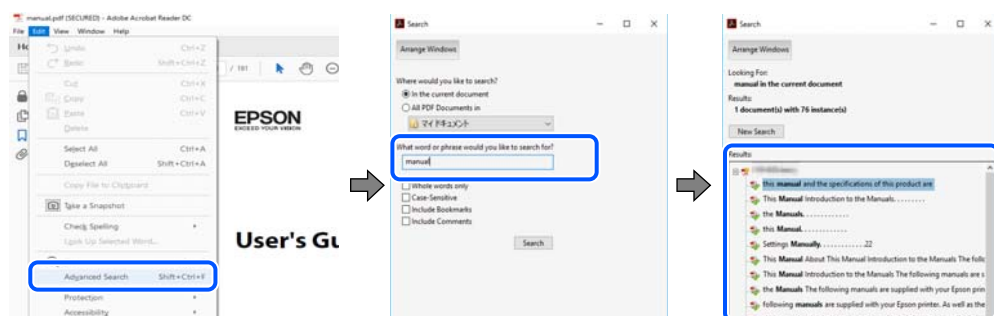 manual.pdf (SECURED) - Adobe Acrobat Reader DC
File Edit View Window Help
Undo Ctrl+Z
Redo Shift+Ctrl+Z
Cut Ctrl+X
Copy Ctrl+C
Paste Ctrl+V
Delete
Select All Ctrl+A
Deselect All Shift+Ctrl+A
Copy File to Clipboard
Take a Snapshot
Check Spelling
Look Up Selected Word...
Advanced Search Shift+Ctrl+F
Protection
Accessibility
/ 181
EPSON
EXCEED YOUR VISION
User's Gu
Search
Arrange Windows
Where would you like to search?
In the current document
All PDF Documents in
マイ ドキュメント
What word or phrase would you like to search for?
manual
Whole words only
Case-Sensitive
Include Bookmarks
Include Comments
Search
Search
Arrange Windows
Looking For:
manual in the current document
Results:
1 document(s) with 76 instance(s)
New Search
Results:
this manual and the specifications of this product are
This Manual Introduction to the Manuals. . . . . . . .
the Manuals. . . . . . . . . . . .
this Manual. . . . . . . . . . . .
Settings Manually. . . . . . . . . . . .22
This Manual About This Manual Introduction to the Manuals The follo
This Manual Introduction to the Manuals The following manuals are s
the Manuals The following manuals are supplied with your Epson prin
following manuals are supplied with your Epson printer. As well as the